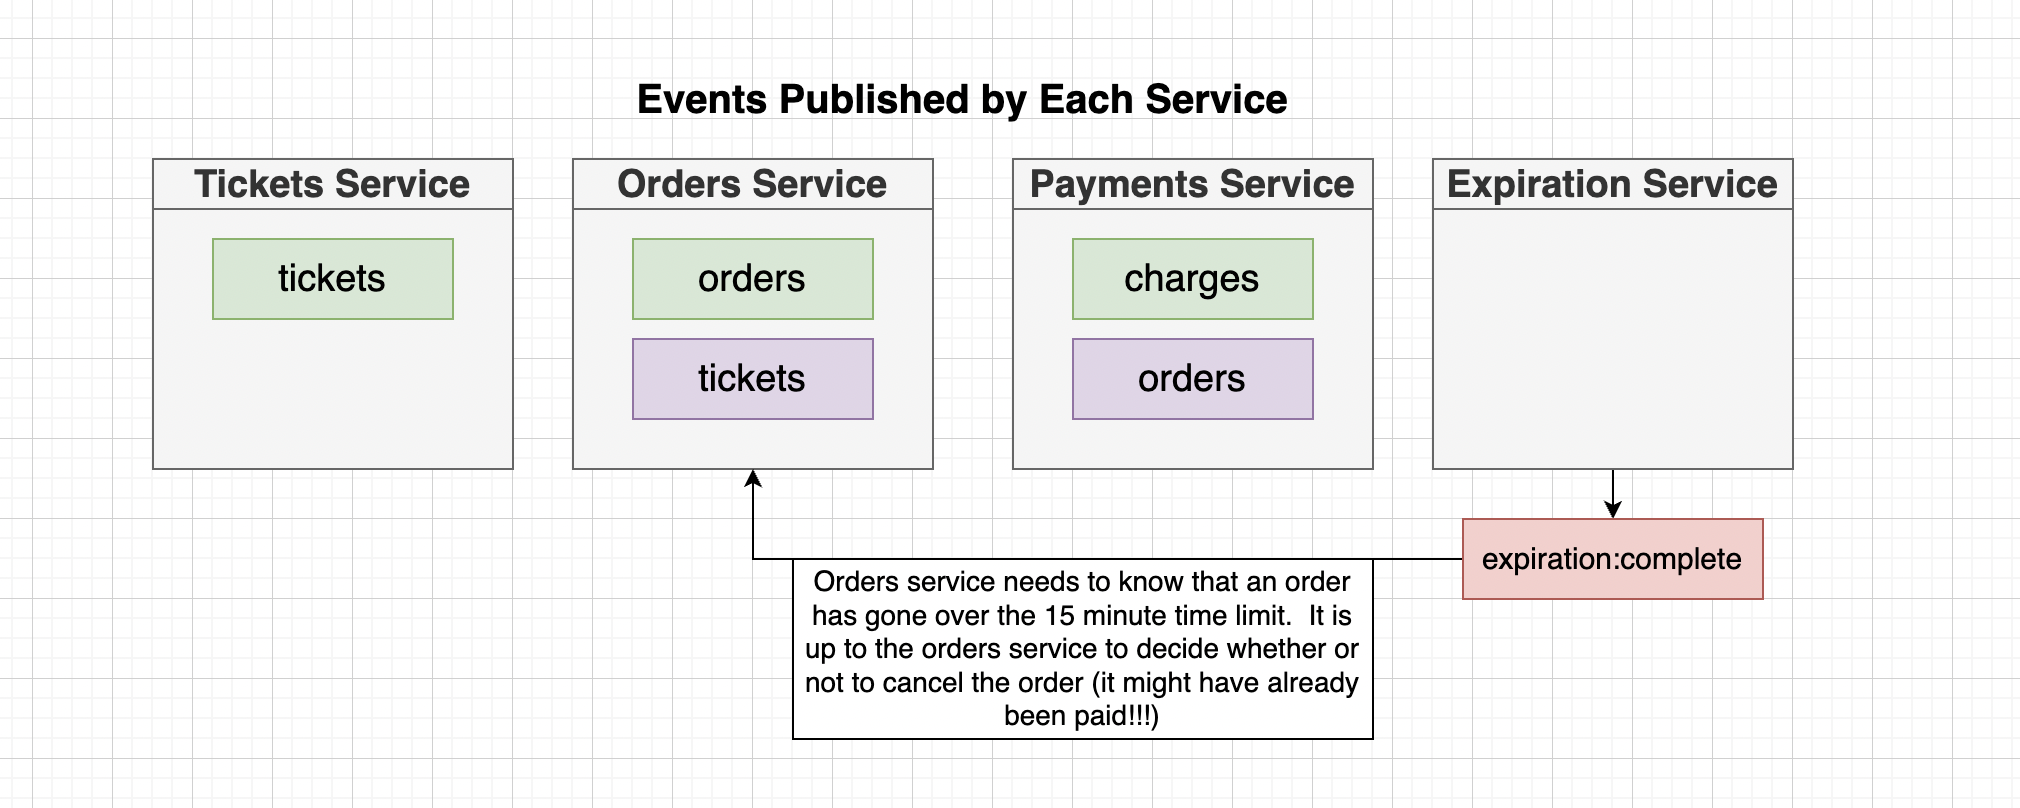 Events Published by Each Service
Tickets Service
tickets
Orders Service
orders
tickets
Payments Service
charges
orders
Expiration Service
expiration:complete
Orders service needs to know that an order
has gone over the 15 minute time limit.  It is
up to the orders service to decide whether or
not to cancel the order (it might have already
been paid!!!)